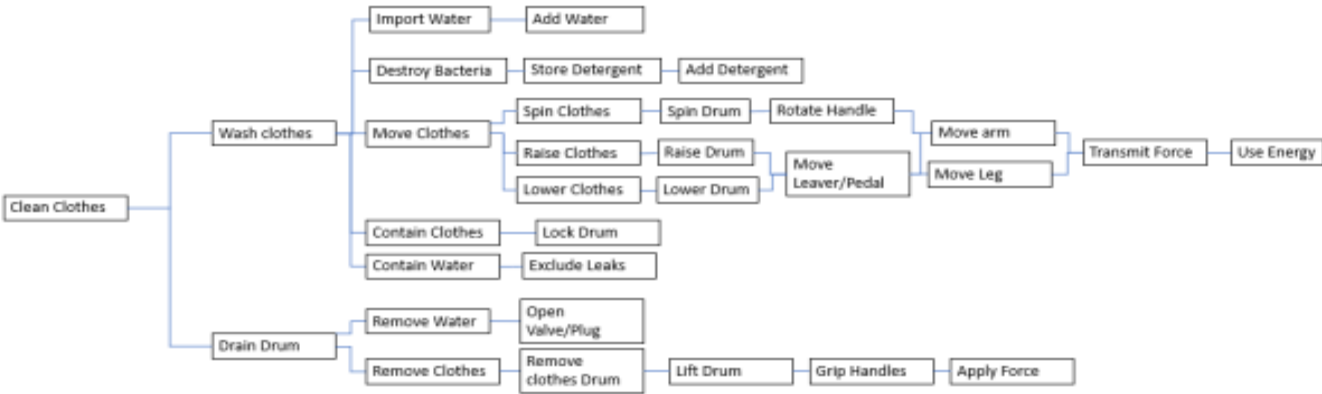 Import Water
Add Water
Destroy Bacteria
Store Detergent
Add Detergent
Spin Clothes
Spin Drum
Rotate Handle
Wash clothes
Move Clothes
Move arm
Raise Clothes
Raise Drum
Move
Leaver/Pedal
Transmit Force
Use Energy
Move Leg
Lower Clothes
Lower Drum
Clean Clothes
Contain Clothes
Lock Drum
Contain Water
Exclude Leaks
Remove Water
Open
Valve/Plug
Drain Drum
Remove Clothes
Remove
clothes Drum
Lift Drum
Grip Handles
Apply Force